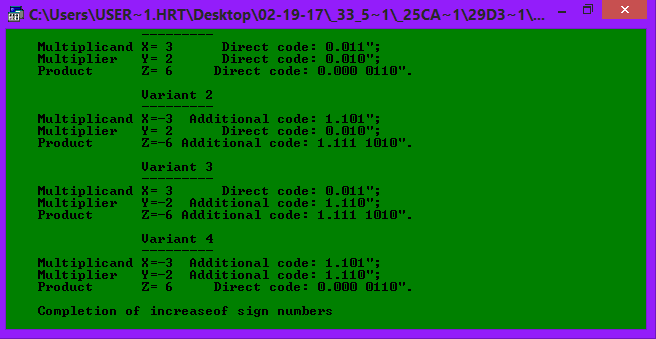 C:\Users\USER~1.HRT\Desktop\02-19-17\_33_5~1\_25CA~1\29D3~1\...
---------
Multiplicand X= 3 Direct code: 0.011";
Multiplier Y= 2 Direct code: 0.010";
Product Z= 6 Direct code: 0.000 0110".
Variant 2
---------
Multiplicand X=-3 Additional code: 1.101";
Multiplier Y= 2 Direct code: 0.010";
Product Z=-6 Additional code: 1.111 1010".
Variant 3
---------
Multiplicand X= 3 Direct code: 0.011";
Multiplier Y=-2 Additional code: 1.110";
Product Z=-6 Additional code: 1.111 1010".
Variant 4
---------
Multiplicand X=-3 Additional code: 1.101";
Multiplier Y=-2 Additional code: 1.110";
Product Z= 6 Direct code: 0.000 0110".
Completion of increaseof sign numbers